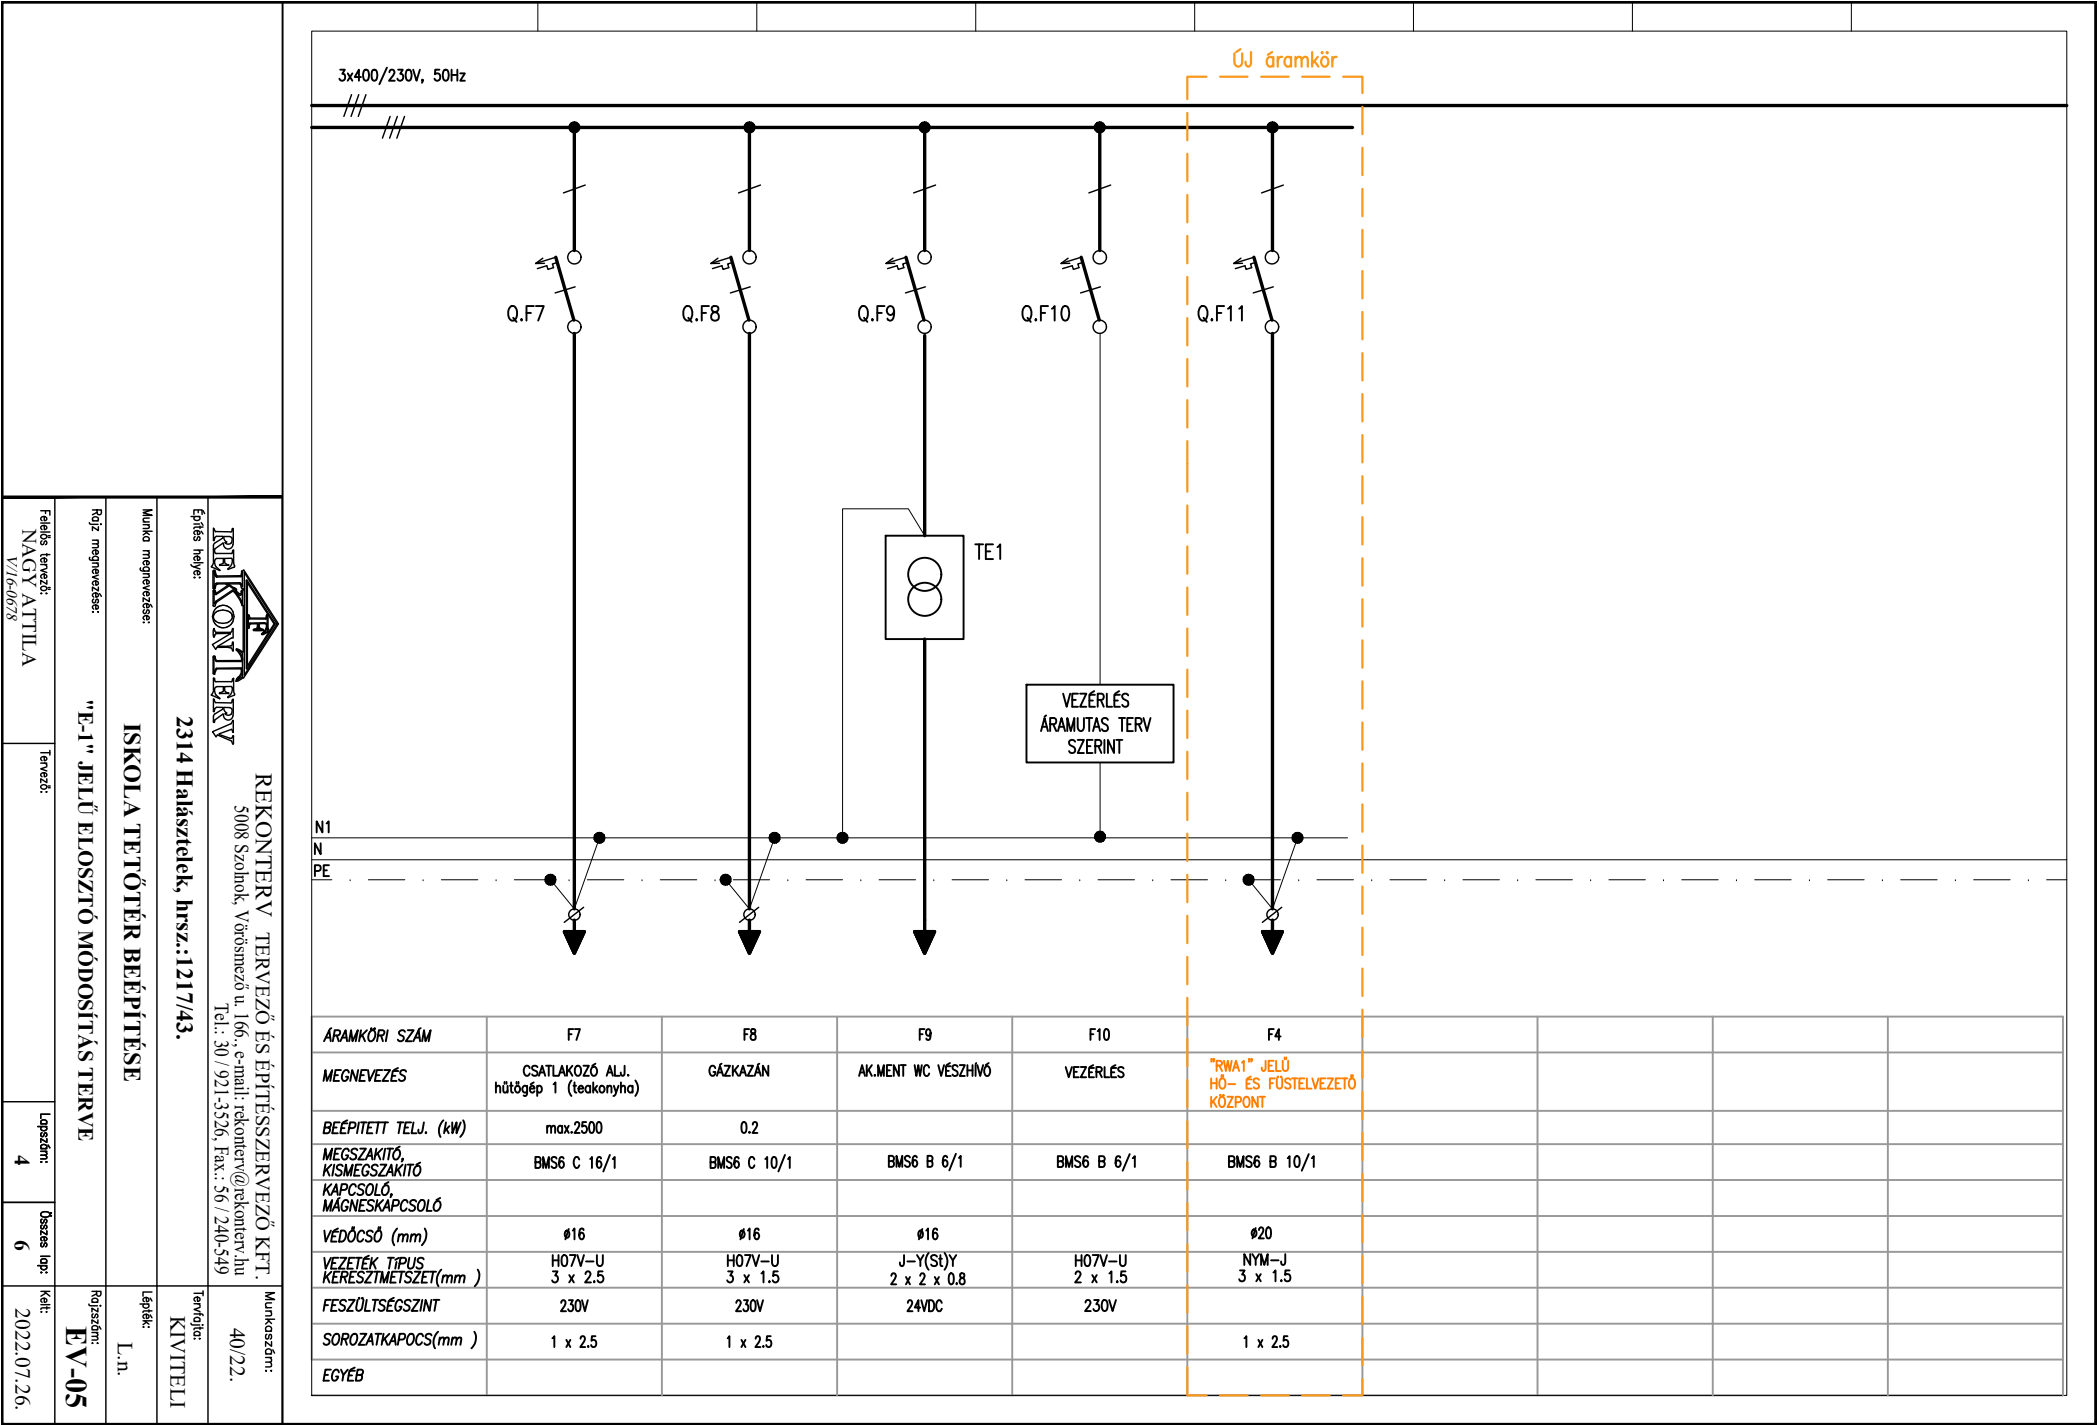 ÚJ áramkör
3x400/230V, 50Hz
Q.F7
Q.F8
Q.F9
Q.F10
Q.F11
TE1
VEZÉRLÉS
ÁRAMUTAS TERV
SZERINT
N1
N
PE
ÁRAMKÖRI SZÁM F7 F8 F9 F10 F4
MEGNEVEZÉS
CSATLAKOZÓ ALJ.
hűtőgép 1 (teakonyha)
GÁZKAZÁN
AK.MENT WC VÉSZHÍVÓ
VEZÉRLÉS
"RWA1" JELŰ
HŐ- ÉS FÜSTELVEZETŐ
KÖZPONT
BEÉPITETT TELJ. (kW) max.2500 0.2
MEGSZAKITÓ,
KISMEGSZAKITÓ
BMS6 C 16/1 BMS6 C 10/1 BMS6 B 6/1 BMS6 B 6/1 BMS6 B 10/1
KAPCSOLÓ,
MÁGNESKAPCSOLÓ
VÉDŐCSŐ (mm) ø16 ø16 ø16 ø20
VEZETÉK TíPUS
KERESZTMETSZET(mm )
H07V-U
3 x 2.5
H07V-U
3 x 1.5
J-Y(St)Y
2 x 2 x 0.8
H07V-U
2 x 1.5
NYM-J
3 x 1.5
FESZÜLTSÉGSZINT 230V 230V 24VDC 230V
SOROZATKAPOCS(mm ) 1 x 2.5 1 x 2.5 1 x 2.5
EGYÉB
REKONTERV
F
REKONTERV TERVEZŐ ÉS ÉPÍTÉSSZERVEZŐ KFT.
5008 Szolnok, Vörösmező u. 166., e-mail: rekonterv@rekonterv.hu
Tel.: 30 / 921-3526, Fax.: 56 / 240-549
Munkaszám:
40/22.
Építés helye:
2314 Halásztelek, hrsz.:1217/43.
Tervfajta:
KIVITELI
Munka megnevezése:
ISKOLA TETŐTÉR BEÉPÍTÉSE
Lépték:
L.n.
Rajz megnevezése:
"E-1" JELŰ ELOSZTÓ MÓDOSÍTÁS TERVE
Rajzszám:
EV-05
Felelős tervező:
NAGY ATTILA
V/16-0678
Tervező:
Lapszám:
4
Összes lap:
6
Kelt:
2022.07.26.